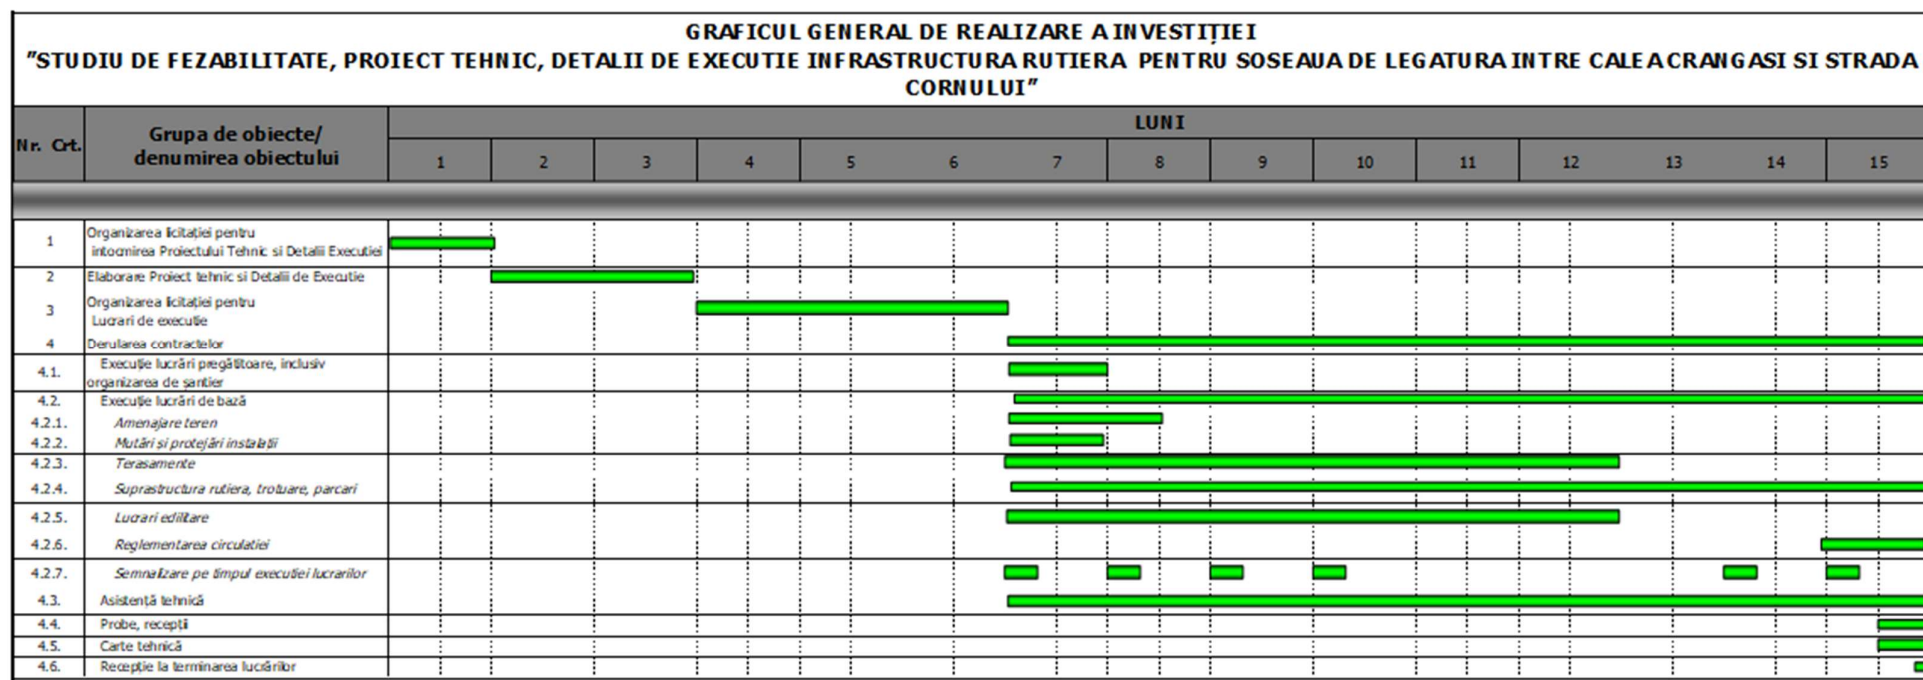 GRAFICUL GENERAL DE REALIZARE A INVESTIȚIEI
"STUDIU DE FEZABILITATE, PROIECT TEHNIC, DETALII DE EXECUTIE INFRASTRUCTURA RUTIERA PENTRU SOSEAUA DE LEGATURA INTRE CALEA CRANGASI SI STRADA
CORNULUI"
Nr. Crt.
Grupa de obiecte/
denumirea obiectului
LUNI
1 2 3 4 5 6 7 8 9 10 11 12 13 14 15
1 Organizarea licitației pentru
intocmirea Proiectului Tehnic si Detalii Executiei
2 Elaborare Proiect tehnic si Detalii de Executie
3 Organizarea licitației pentru
Lucrari de executie
4 Derularea contractelor
4.1. Execuție lucrări pregătitoare, inclusiv
organizarea de șantier
4.2. Execuție lucrări de bază
4.2.1. Amenajare teren
4.2.2. Mutări si protejări instalații
4.2.3. Terasamente
4.2.4. Suprastructura rutiera, trotuare, parcari
4.2.5. Lucrari edilitare
4.2.6. Reglementarea circulatiei
4.2.7. Semnalizare pe timpul executiei lucrarilor
4.3. Asistență tehnică
4.4. Probe, recepții
4.5. Carte tehnică
4.6. Recepție la terminarea lucrărilor